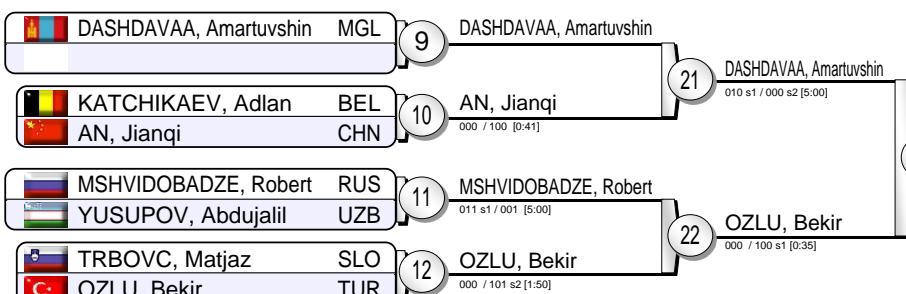 DASHDAVAA, Amartuvshin MGL
9
DASHDAVAA, Amartuvshin
21
DASHDAVAA, Amartuvshin
010 s1 / 000 s2 [5:00]
KATCHIKAEV, Adlan BEL
AN, Jianqi CHN
10
AN, Jianqi
000 / 100 [0:41]
MSHVIDOBADZE, Robert RUS
YUSUPOV, Abdujalil UZB
11
MSHVIDOBADZE, Robert
011 s1 / 001 [5:00]
22
OZLU, Bekir
000 / 100 s1 [0:35]
TRBOVC, Matjaz SLO
OZLU, Bekir TUR
12
OZLU, Bekir
000 / 101 s2 [1:50]